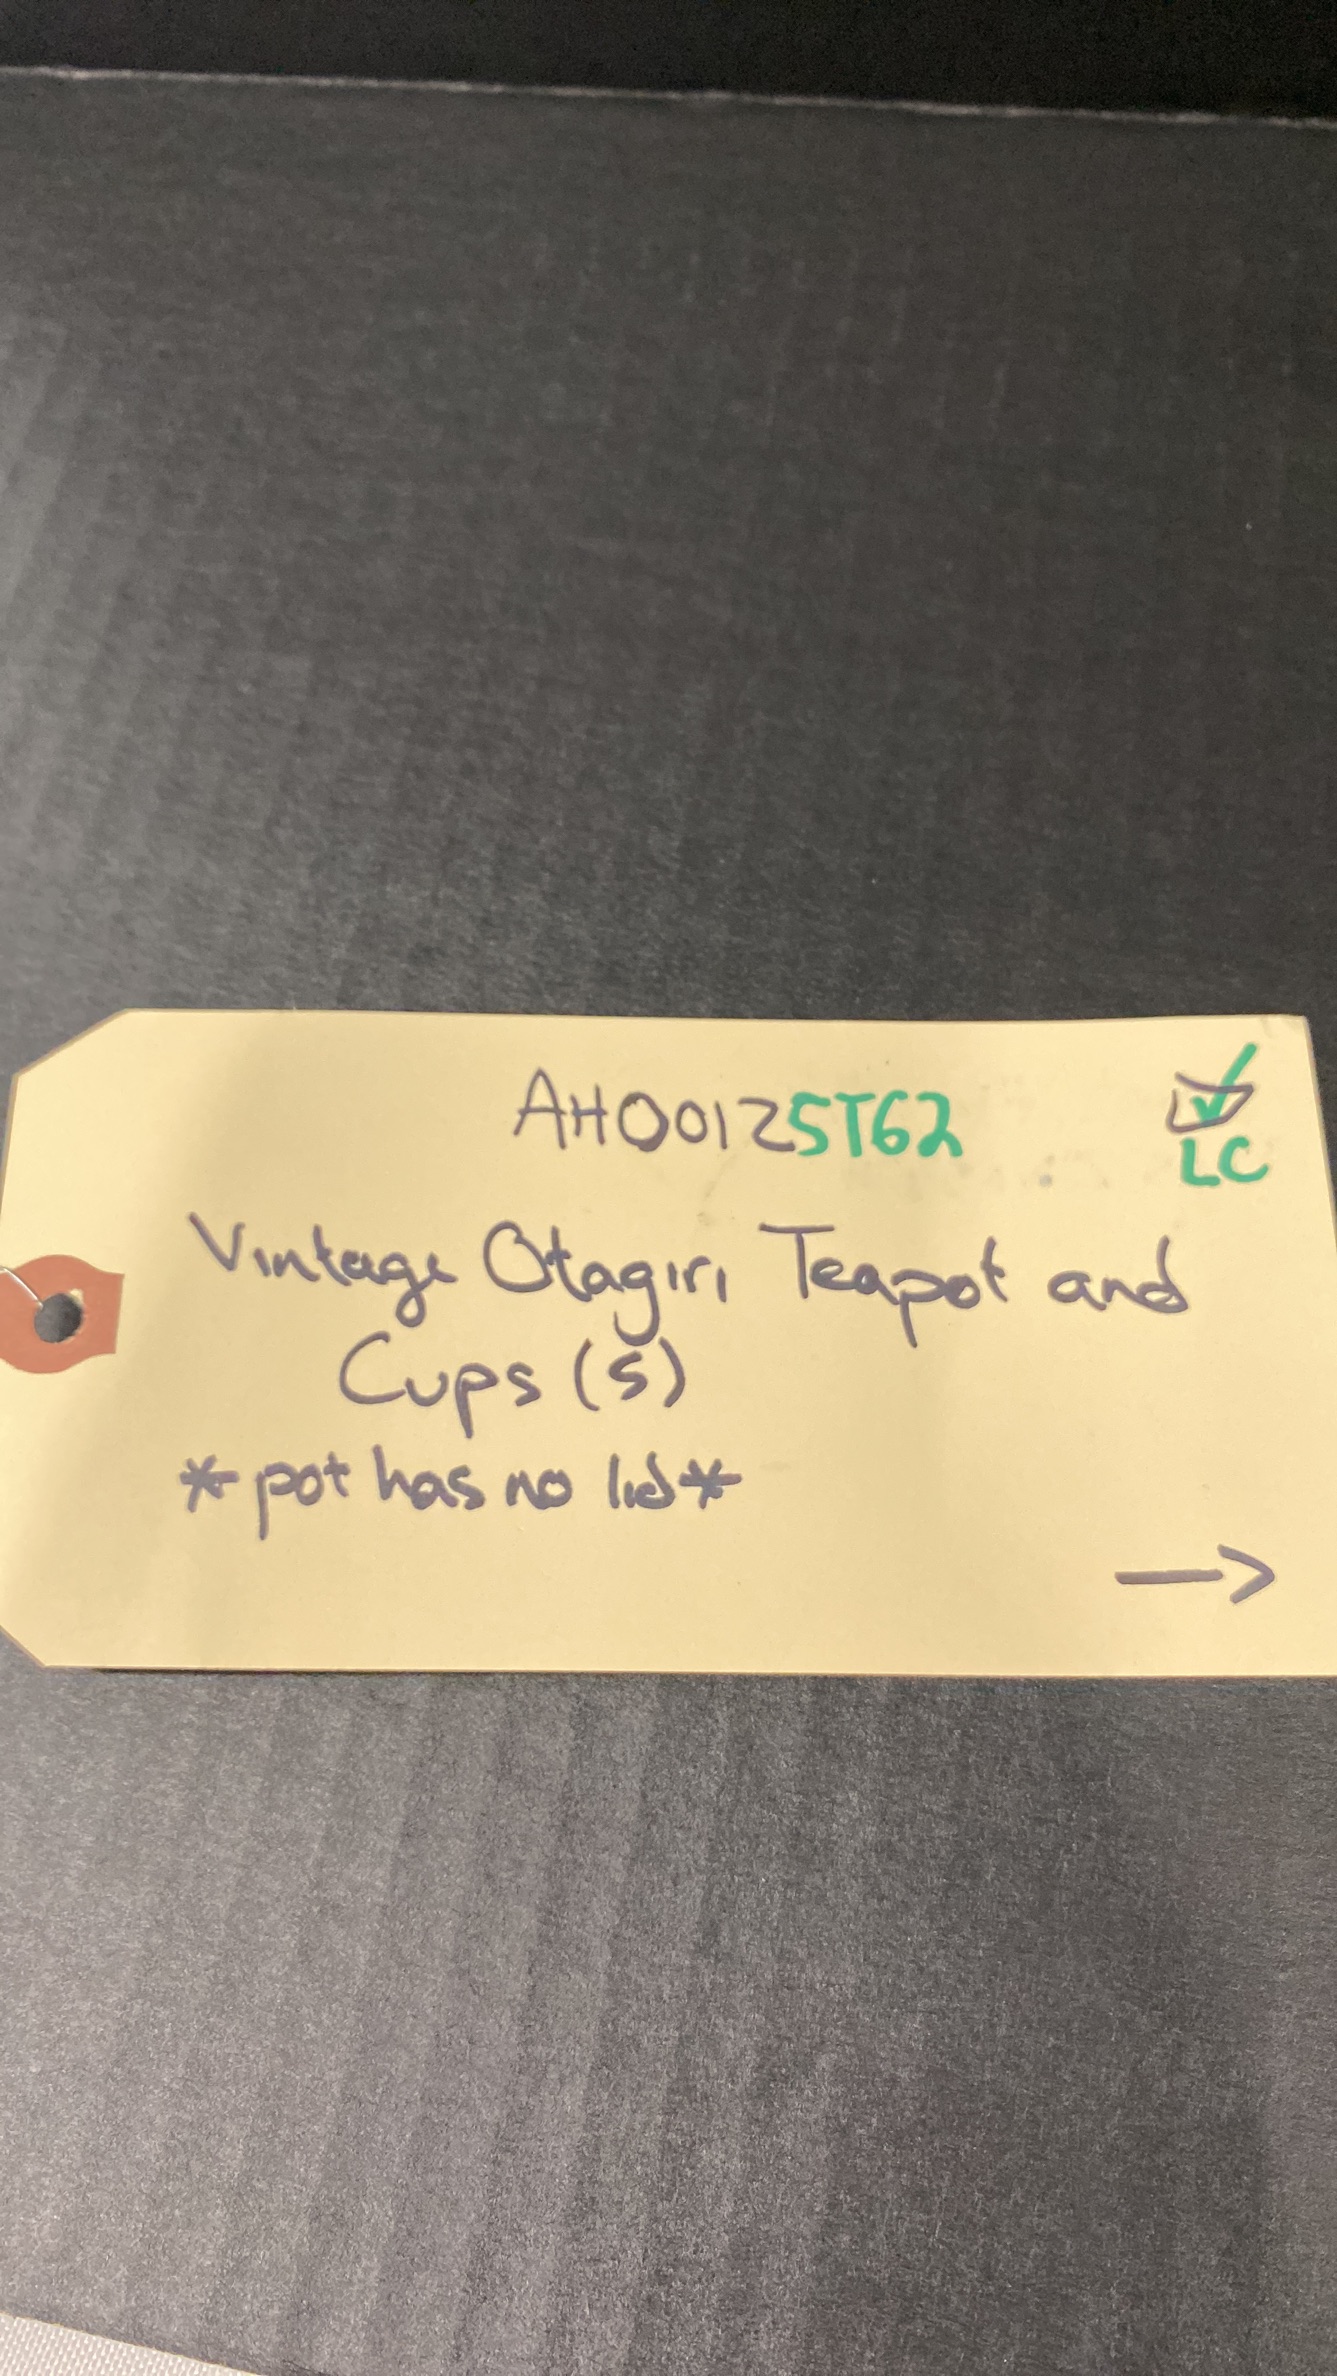 AH00125T62
LC
Vintage Otagiri Teapot and
Cups (5)
*pot has no lid*
→